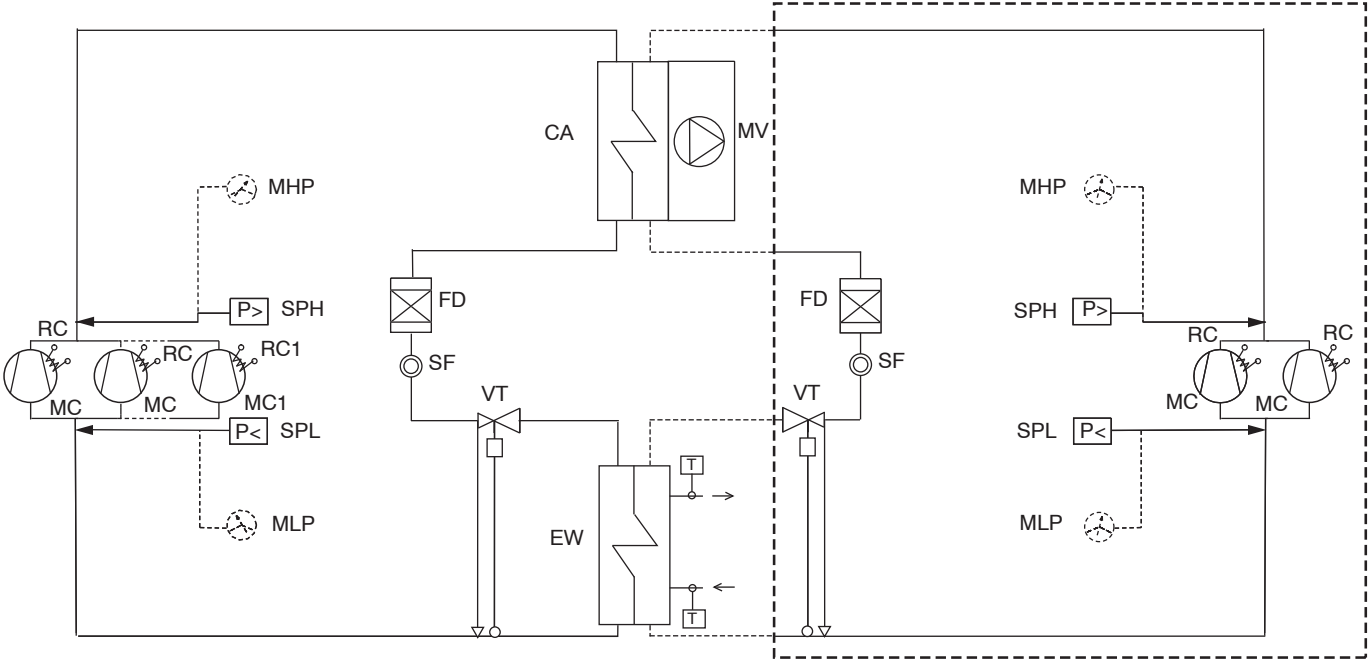 CA
MV
MHP
MHP
FD
FD
P>
SPH
SPH
P>
RC
RC
RC1
RC
RC
SF
SF
VT
VT
MC
MC
MC1
MC
MC
P<
SPL
SPL
P<
T
MLP
MLP
EW
T